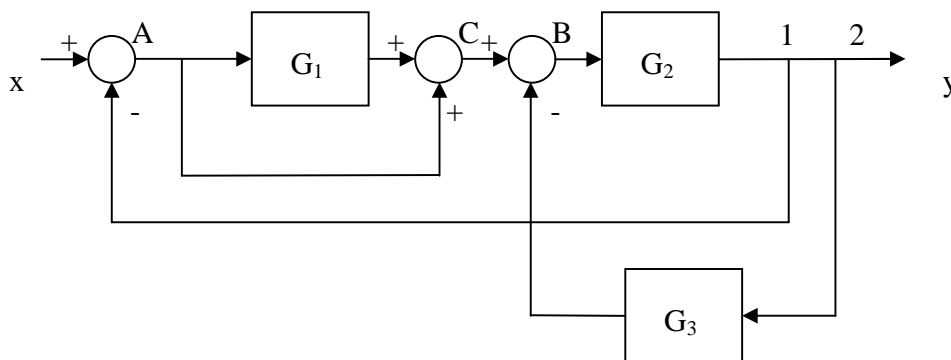 + A + C + B 1 2
G₁ G₂
x y
- + -
G₃